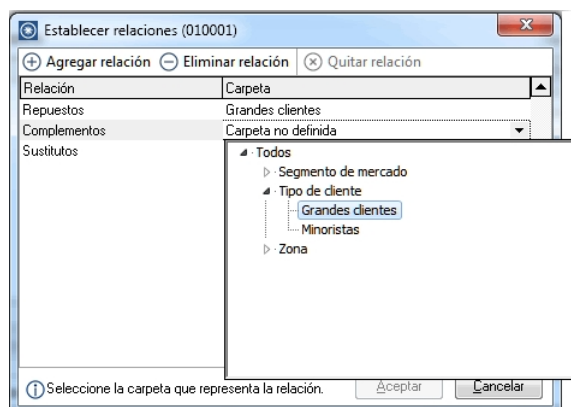 Establecer relaciones (010001)
Agregar relación Eliminar relación Quitar relación
Relación Carpeta
Repuestos Grandes clientes
Complementos Carpeta no definida
Sustitutos
Todos
Segmento de mercado
Tipo de cliente
Grandes clientes
Minoristas
Zona
Seleccione la carpeta que representa la relación. Aceptar Cancelar